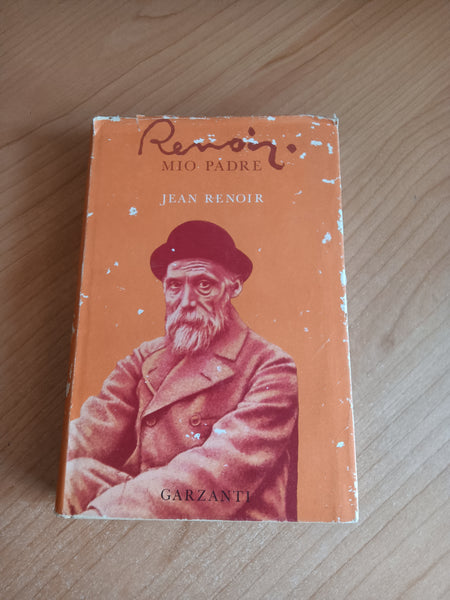 Renoir.
MIO PADRE
JEAN RENOIR
GARZANTI